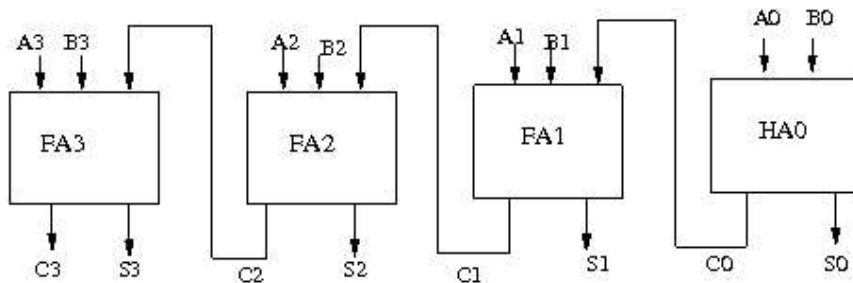 A3 B3 A2 B2 A1 B1 A0 B0
FA3 FA2 FA1 HA0
C3 S3 C2 S2 C1 S1 C0 S0